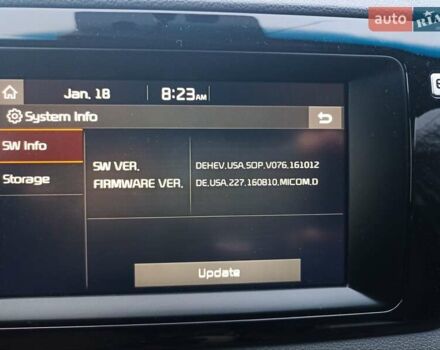 auto RIA
Jan. 18 8:23AM
System Info
SW Info
Storage
SW VER. DEHEV.USA.SOP.V076.161012
FIRMWARE VER. DE.USA.227.160810.MICOM.D
Update